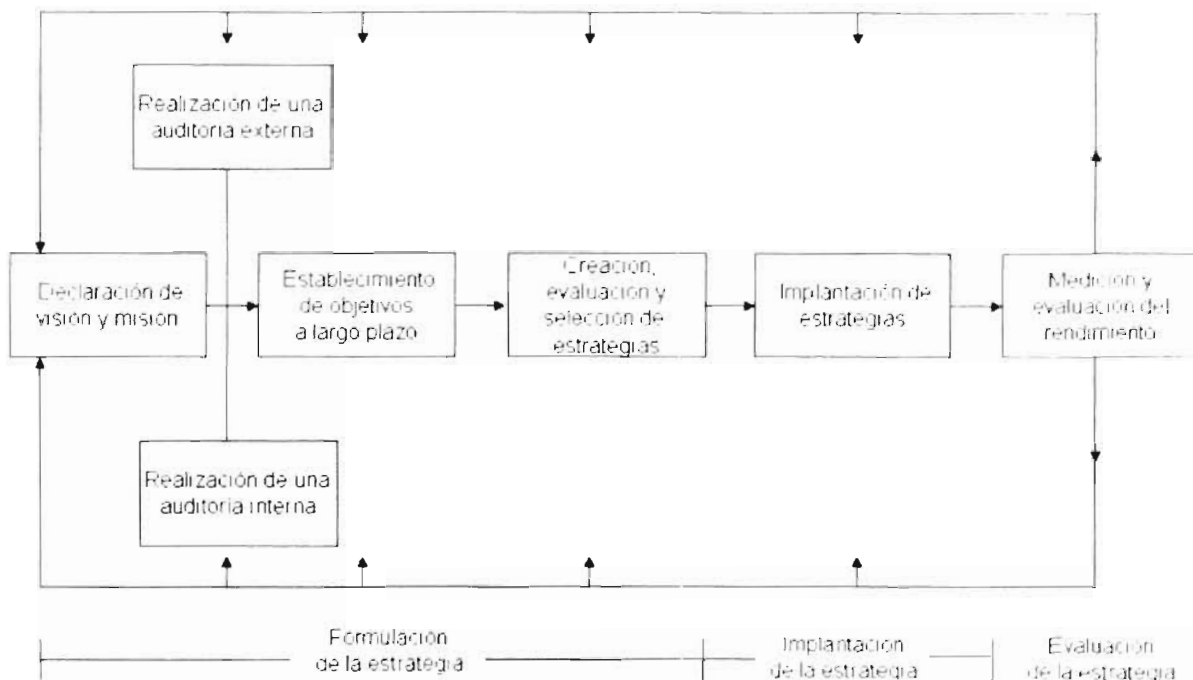 Realización de una
auditoria externa
Declaración de
visión y misión
Establecimiento
de objetivos
a largo plazo
Creación,
evaluación y
selección de
estrategias
Implantación de
estrategias
Medición y
evaluación del
rendimiento
Realización de una
auditoría interna
Formulación
de la estrategia
Implantación
de la estrategia
Evaluación
de la estrategia